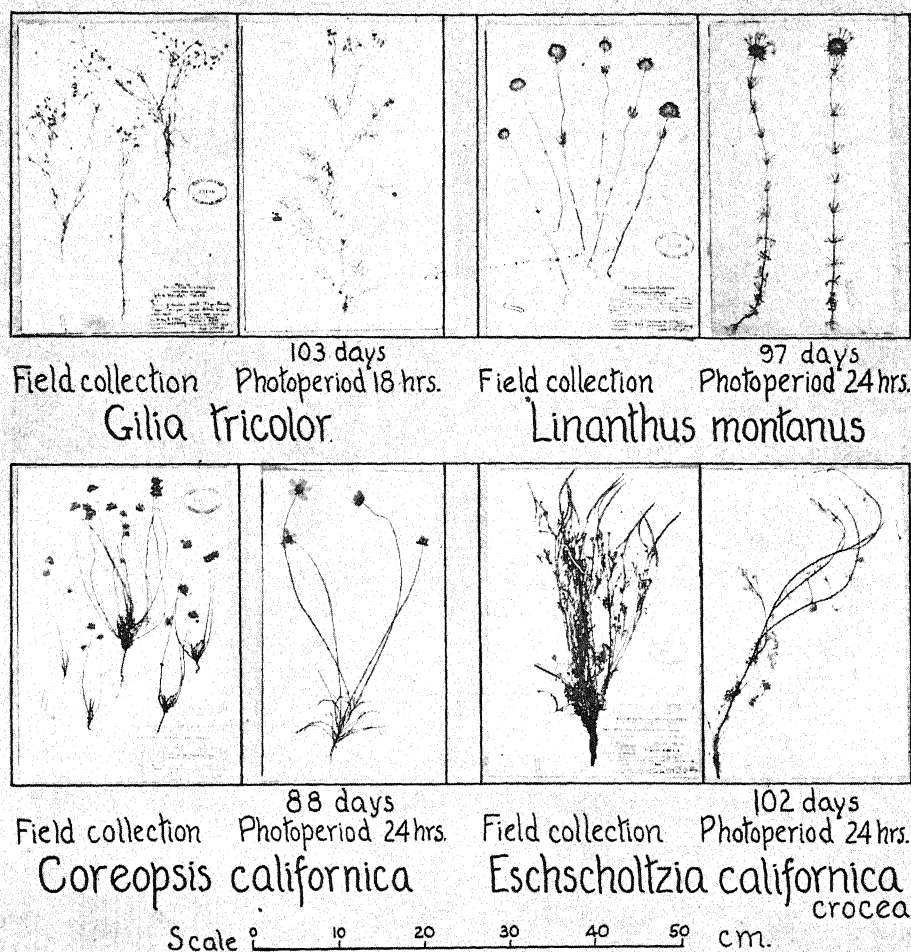 103 days
97 days
Field collection Photoperiod 18 hrs. Field collection Photoperiod 24 hrs.
Gilia tricolor. Linanthus montanus
88 days
102 days
Field collection Photoperiod 24 hrs. Field collection Photoperiod 24 hrs.
Coreopsis californica Eschscholtzia californica
crocea
Scale 0 10 20 30 40 50 cm.